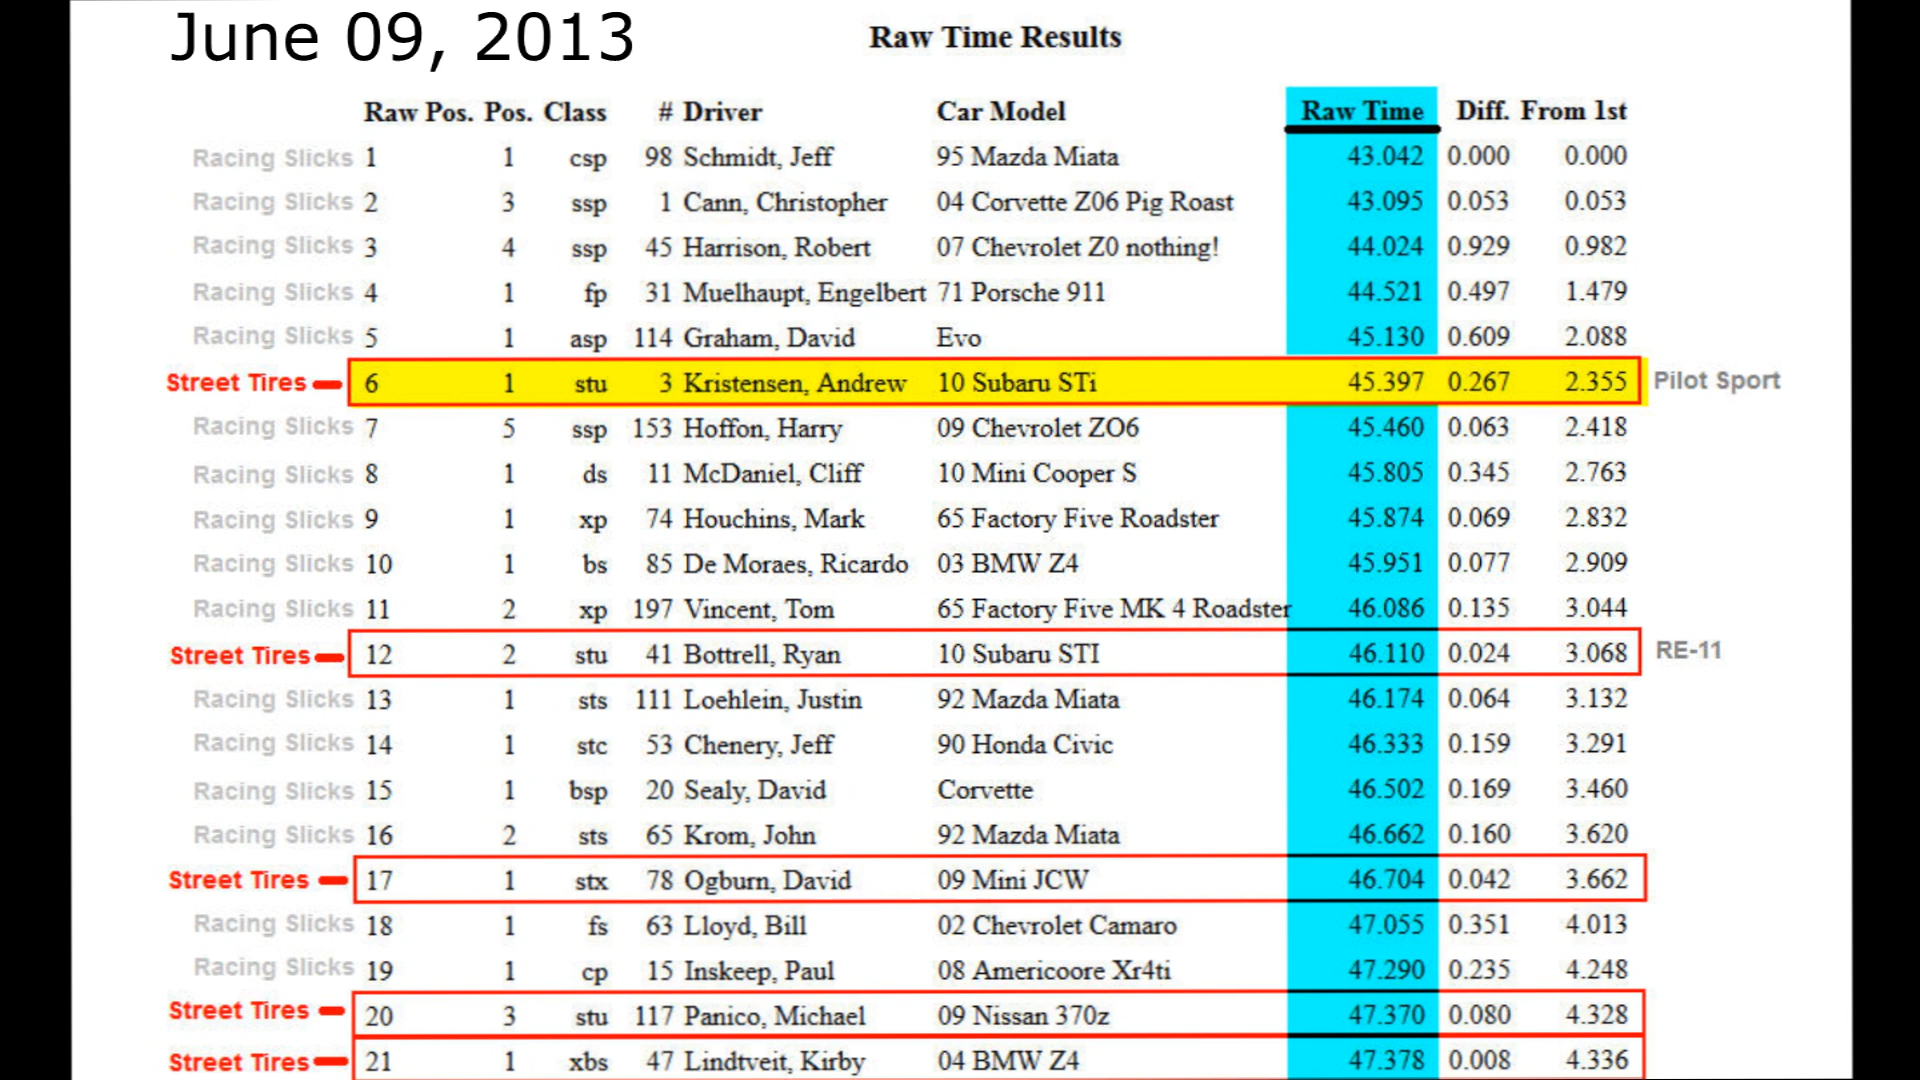 June 09, 2013
Raw Time Results
Raw Pos. Pos. Class # Driver Car Model Raw Time Diff. From 1st
Racing Slicks 1 1 csp 98 Schmidt, Jeff 95 Mazda Miata 43.042 0.000 0.000
Racing Slicks 2 3 ssp 1 Cann, Christopher 04 Corvette Z06 Pig Roast 43.095 0.053 0.053
Racing Slicks 3 4 ssp 45 Harrison, Robert 07 Chevrolet Z0 nothing! 44.024 0.929 0.982
Racing Slicks 4 1 fp 31 Muelhaupt, Engelbert 71 Porsche 911 44.521 0.497 1.479
Racing Slicks 5 1 asp 114 Graham, David Evo 45.130 0.609 2.088
Street Tires 6 1 stu 3 Kristensen, Andrew 10 Subaru STi 45.397 0.267 2.355 Pilot Sport
Racing Slicks 7 5 ssp 153 Hoffon, Harry 09 Chevrolet ZO6 45.460 0.063 2.418
Racing Slicks 8 1 ds 11 McDaniel, Cliff 10 Mini Cooper S 45.805 0.345 2.763
Racing Slicks 9 1 xp 74 Houchins, Mark 65 Factory Five Roadster 45.874 0.069 2.832
Racing Slicks 10 1 bs 85 De Moraes, Ricardo 03 BMW Z4 45.951 0.077 2.909
Racing Slicks 11 2 xp 197 Vincent, Tom 65 Factory Five MK 4 Roadster 46.086 0.135 3.044
Street Tires 12 2 stu 41 Bottrell, Ryan 10 Subaru STI 46.110 0.024 3.068 RE-11
Racing Slicks 13 1 sts 111 Loehlein, Justin 92 Mazda Miata 46.174 0.064 3.132
Racing Slicks 14 1 stc 53 Chenery, Jeff 90 Honda Civic 46.333 0.159 3.291
Racing Slicks 15 1 bsp 20 Sealy, David Corvette 46.502 0.169 3.460
Racing Slicks 16 2 sts 65 Krom, John 92 Mazda Miata 46.662 0.160 3.620
Street Tires 17 1 stx 78 Ogburn, David 09 Mini JCW 46.704 0.042 3.662
Racing Slicks 18 1 fs 63 Lloyd, Bill 02 Chevrolet Camaro 47.055 0.351 4.013
Racing Slicks 19 1 cp 15 Inskeep, Paul 08 Americoore Xr4ti 47.290 0.235 4.248
Street Tires 20 3 stu 117 Panico, Michael 09 Nissan 370z 47.370 0.080 4.328
Street Tires 21 1 xbs 47 Lindtveit, Kirby 04 BMW Z4 47.378 0.008 4.336